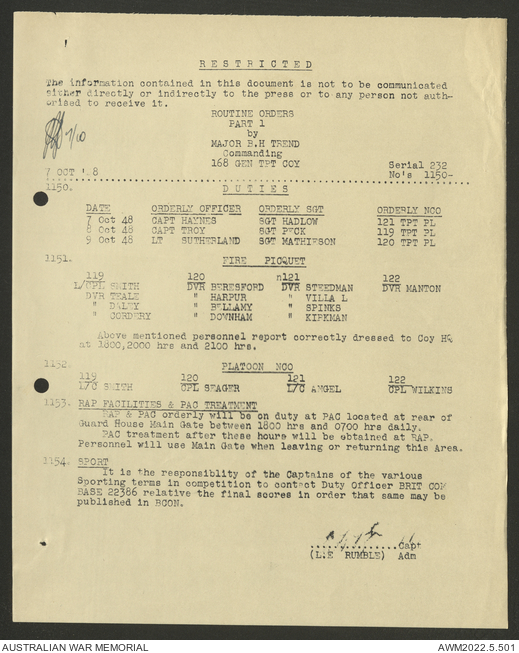 RESTRICTED
The information contained in this document is not to be communicated
either directly or indirectly to the press or to any person not auth-
orised to receive it.
ROUTINE ORDERS
PART 1
by
MAJOR B.H TREND
Commanding
168 GEN TPT COY
7/10
Serial 232
7 OCT '48
No's 1150-
1150. DUTIES
DATE ORDERLY OFFICER ORDERLY SGT ORDERLY NCO
7 Oct 48 CAPT HAYNES SGT HADLOW 121 TPT PL
8 Oct 48 CAPT TROY SGT PECK 119 TPT PL
9 Oct 48 LT SUTHERLAND SGT MATHIESON 120 TPT PL
1151. FIRE PICQUET
119 120 n121 122
L/CPL SMITH DVR BERESFORD DVR STEEDMAN DVR MANTON
DVR TEALE " HARPUR " VILLA L
" DALEY " BELLAMY " SPINKS
" CORDERY " DOWNHAM " KIRKMAN
Above mentioned personnel report correctly dressed to Coy HQ
at 1800,2000 hrs and 2100 hrs.
1152. PLATOON NCO
119 120 121 122
L/C SMITH CPL SEAGER L/C ANGEL CPL WILKINS
1153. RAP FACILITIES & PAC TREATMENT
RAP & PAC orderly will be on duty at PAC located at rear of
Guard House Main Gate between 1800 hrs and 0700 hrs daily.
PAC treatment after these hours will be obtained at RAP.
Personnel will use Main Gate when leaving or returning this Area.
1154. SPORT
It is the responsiblity of the Captains of the various
Sporting terms in competition to contact Duty Officer BRIT COM
BASE 22386 relative the final scores in order that same may be
published in BCON.
Capt
(L.E RUMBLE) Adm
AUSTRALIAN WAR MEMORIAL
AWM2022.5.501